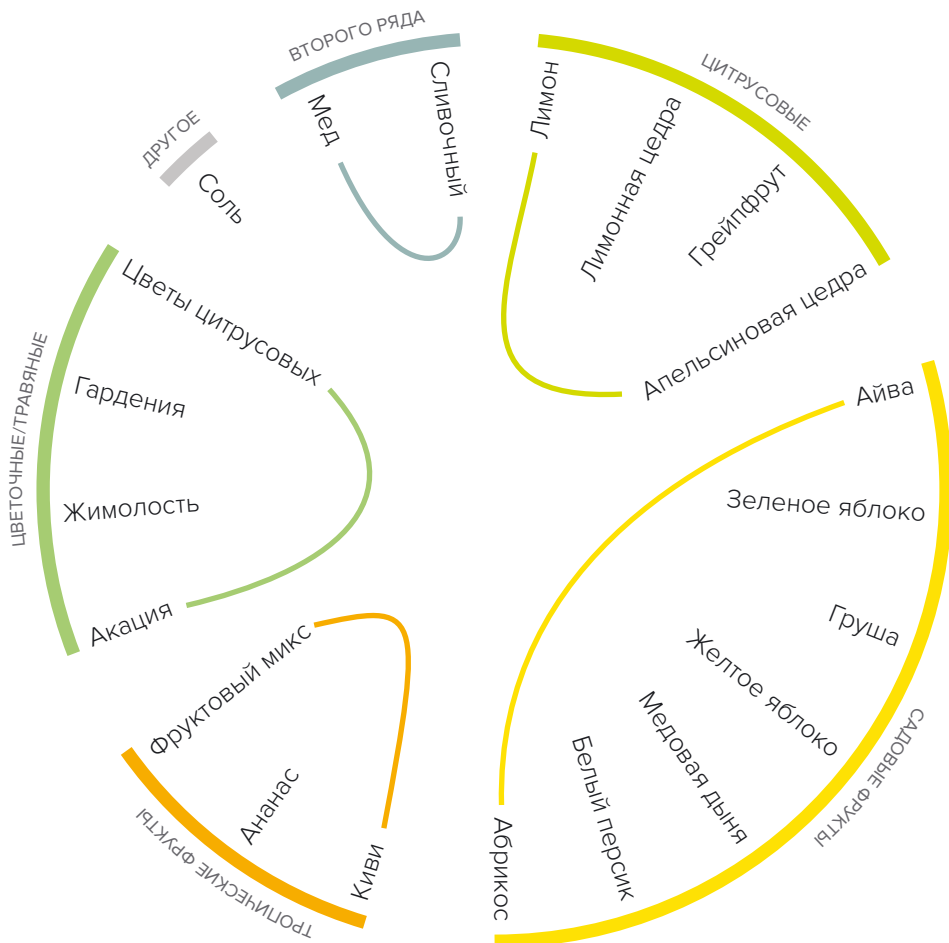 ВТОРОГО РЯДА
Мед
Сливочный
ЦИТРУСОВЫЕ
Лимон
Лимонная цедра
Грейпфрут
Апельсиновая цедра
САДОВЫЕ ФРУКТЫ
Айва
Зеленое яблоко
Груша
Желтое яблоко
Медовая дыня
Белый персик
Абрикос
ТРОПИЧЕСКИЕ ФРУКТЫ
Киви
Ананас
Фруктовый микс
ЦВЕТОЧНЫЕ/ТРАВЯНЫЕ
Акация
Жимолость
Гардения
Цветы цитрусовых
ДРУГОЕ
Соль